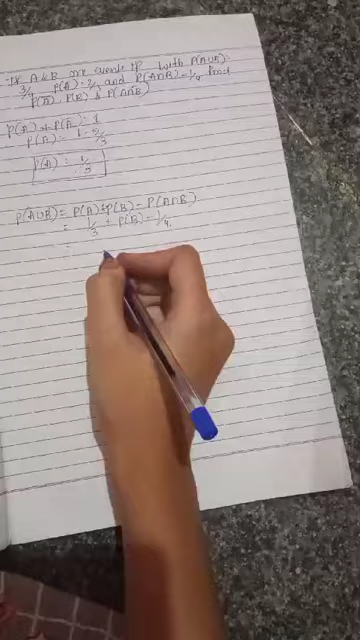 If A & B are events if with P(A∪B)=
3/4 P(A̅)=2/3 and P(A∩B)=1/4 find
P(A), P(B) & P(A∩B̅)
P(A)+P(A̅)=1
P(A) = 1-2/3
P(A) = 1/3
P(A∪B) = P(A)+P(B)-P(A∩B)
= 1/3 + P(B) - 1/4